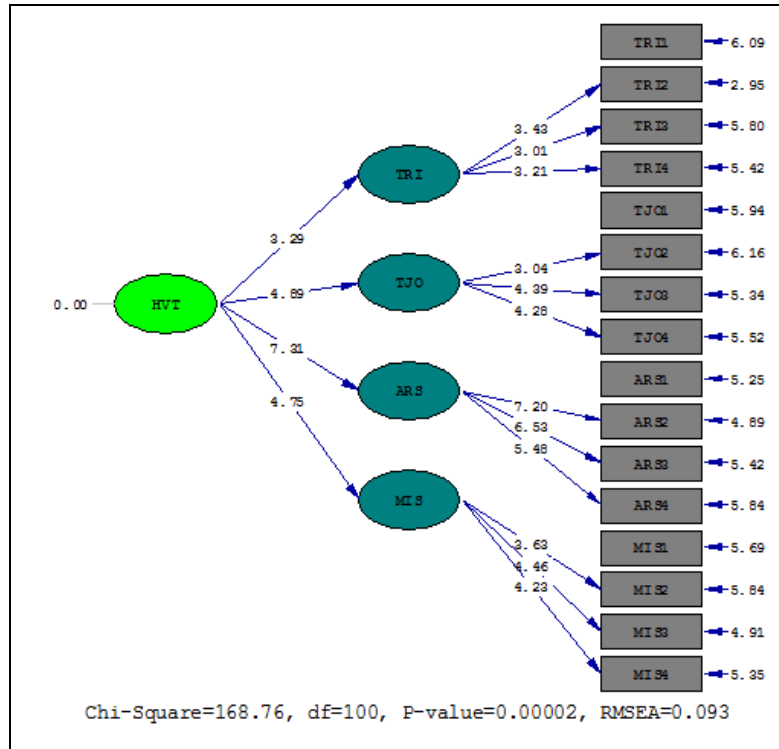 TRI1 6.09
TRI2 2.95
3.43
TRI3 5.80
3.01
TRI 3.21 TRI4 5.42
TJO1 5.94
3.29
TJO2 6.16
3.04
TJO 4.39 TJO3 5.34
4.89
4.28
0.00 HVT TJO4 5.52
7.31
ARS1 5.25
ARS 7.20 ARS2 4.89
4.75
6.53
5.48 ARS3 5.42
MIS ARS4 5.84
3.63 MIS1 5.69
4.46
4.23 MIS2 5.84
MIS3 4.91
MIS4 5.35
Chi-Square=168.76, df=100, P-value=0.00002, RMSEA=0.093